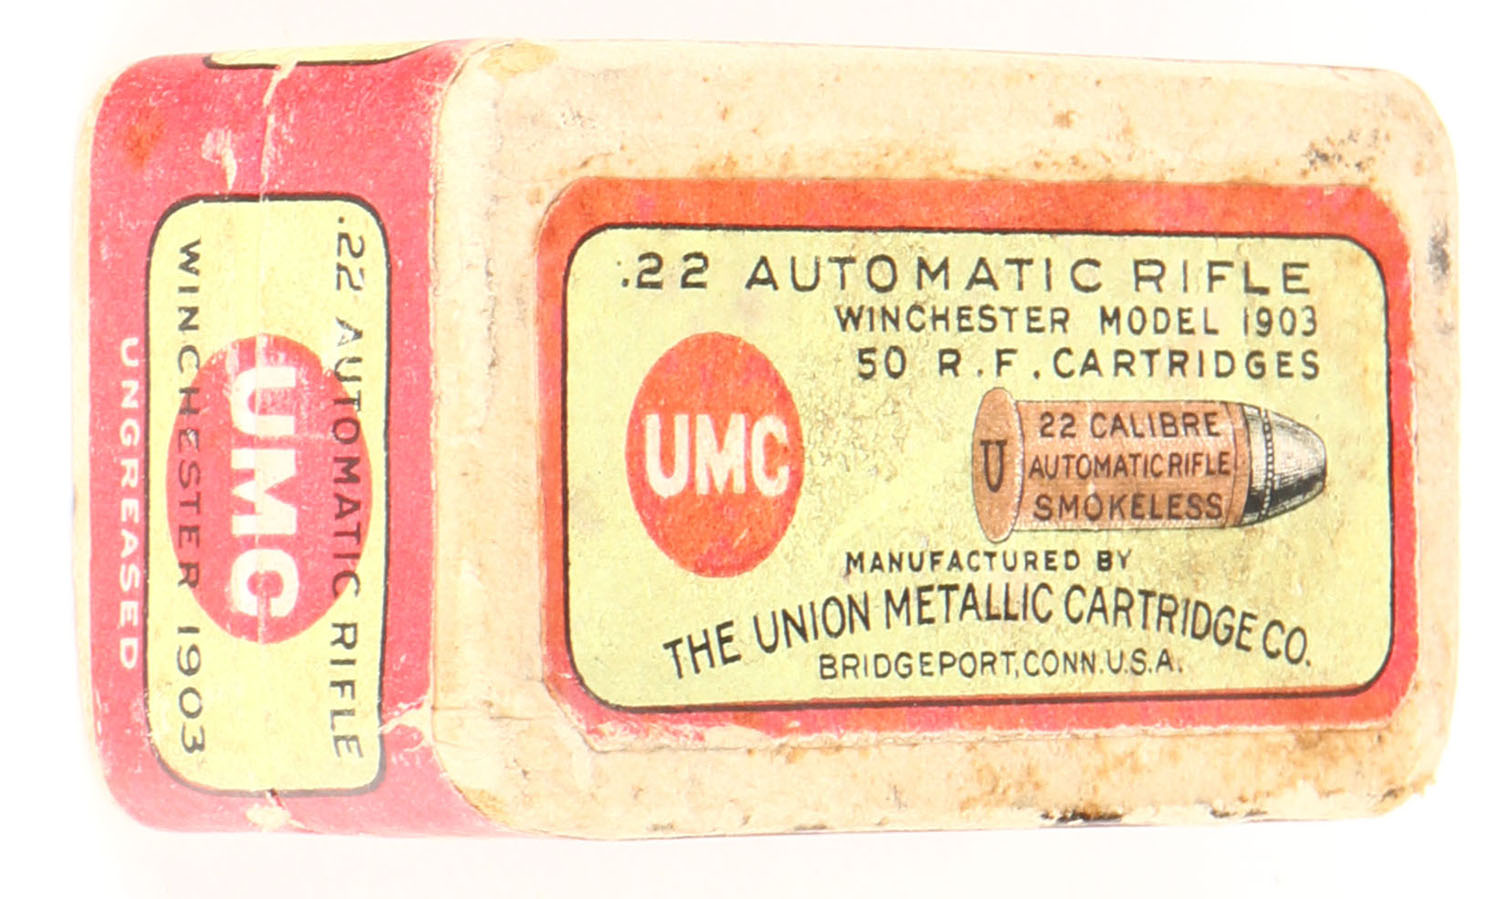 .22 AUTOMATIC RIFLE
WINCHESTER MODEL 1903
50 R.F. CARTRIDGES
UMC
U
22 CALIBRE
AUTOMATIC RIFLE
SMOKELESS
MANUFACTURED BY
THE UNION METALLIC CARTRIDGE CO.
BRIDGEPORT, CONN. U.S.A.
.22 AUTOMATIC RIFLE
UMC
WINCHESTER 1903
UNGREASED